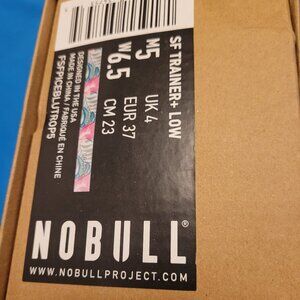 SF TRAINER+ LOW
M5 UK 4
W6.5 EUR 37
CM 23
DESIGNED IN THE USA
MADE IN CHINA / FABRIQUÉ EN CHINE
FSFPICEBLUTROP5
NOBULL®
WWW.NOBULLPROJECT.COM